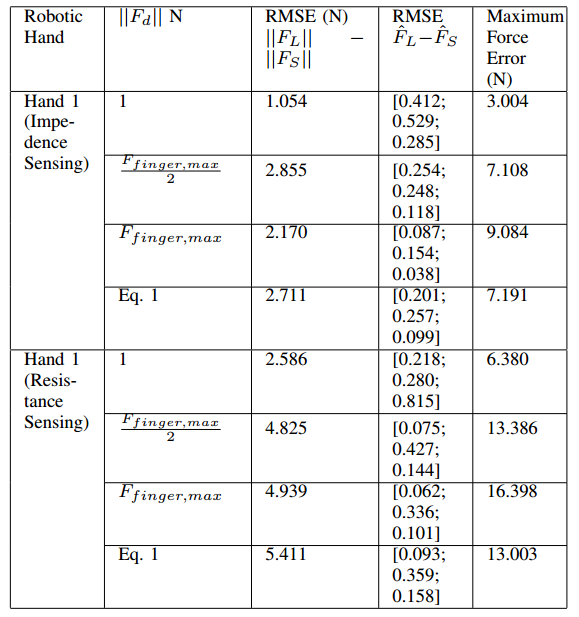 Robotic Hand | ||F_d|| N | RMSE (N) ||F_L|| − ||F_S|| | RMSE F̂_L−F̂_S | Maximum Force Error (N)
Hand 1 (Impe-dence Sensing) | 1 | 1.054 | [0.412; 0.529; 0.285] | 3.004
F_{finger,max}/2 | 2.855 | [0.254; 0.248; 0.118] | 7.108
F_{finger,max} | 2.170 | [0.087; 0.154; 0.038] | 9.084
Eq. 1 | 2.711 | [0.201; 0.257; 0.099] | 7.191
Hand 1 (Resis-tance Sensing) | 1 | 2.586 | [0.218; 0.280; 0.815] | 6.380
F_{finger,max}/2 | 4.825 | [0.075; 0.427; 0.144] | 13.386
F_{finger,max} | 4.939 | [0.062; 0.336; 0.101] | 16.398
Eq. 1 | 5.411 | [0.093; 0.359; 0.158] | 13.003